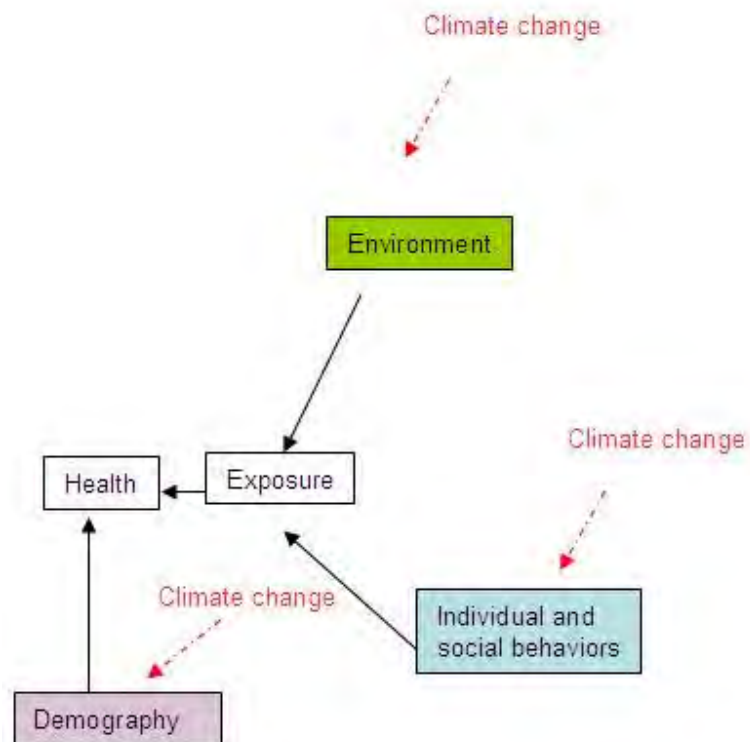 Climate change
Environment
Climate change
Health
Exposure
Climate change
Individual and
social behaviors
Demography